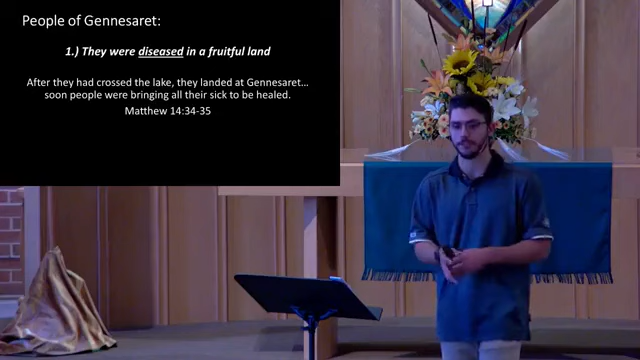 People of Gennesaret:
1.) They were diseased in a fruitful land
After they had crossed the lake, they landed at Gennesaret…
soon people were bringing all their sick to be healed.
Matthew 14:34-35